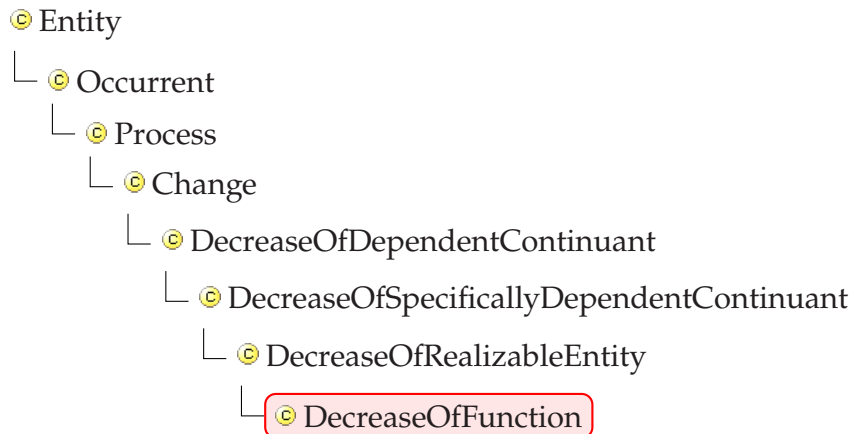 Entity
Occurrent
Process
Change
DecreaseOfDependentContinuant
DecreaseOfSpecificallyDependentContinuant
DecreaseOfRealizableEntity
DecreaseOfFunction